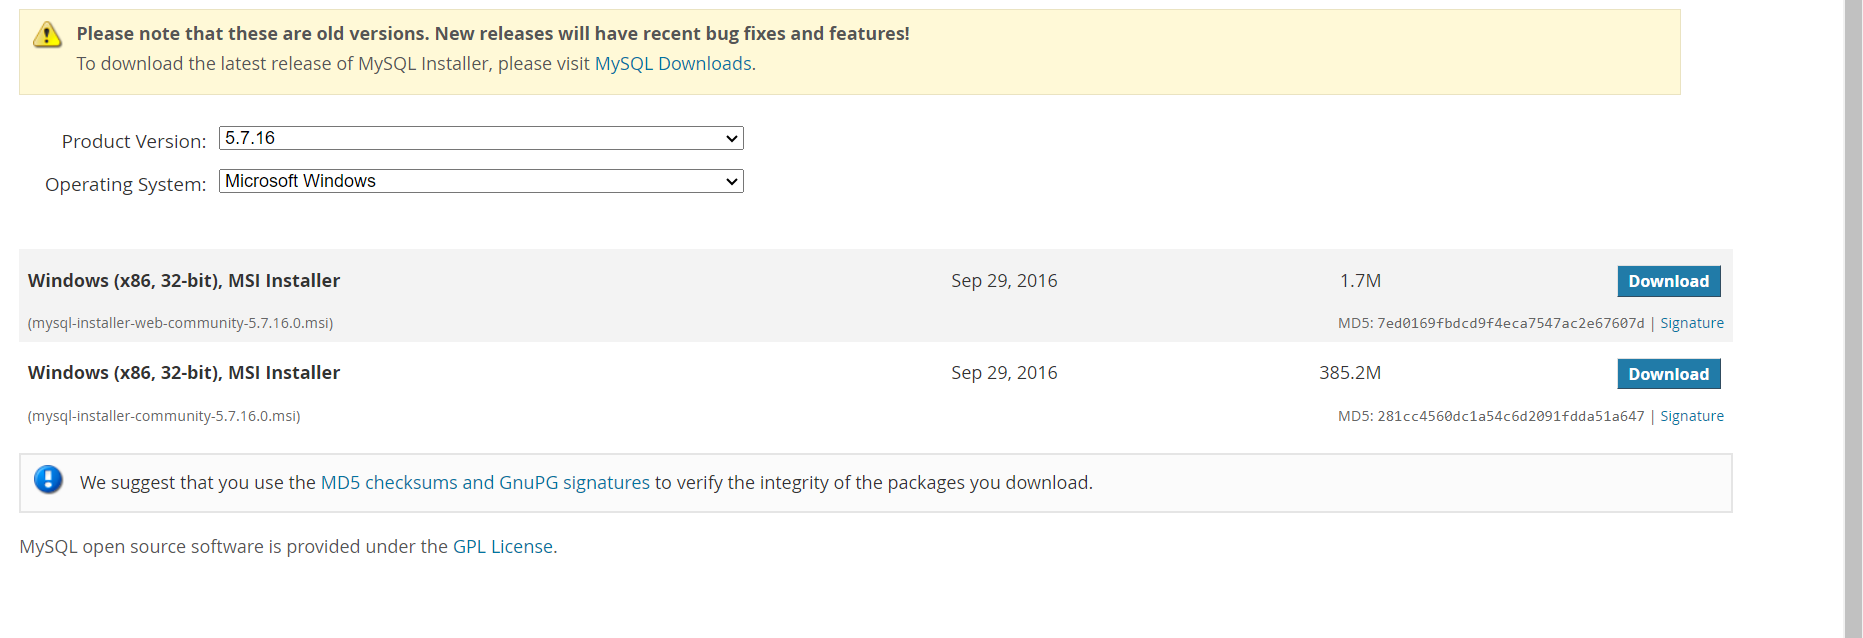 Please note that these are old versions. New releases will have recent bug fixes and features!
To download the latest release of MySQL Installer, please visit MySQL Downloads.
Product Version: 5.7.16
Operating System: Microsoft Windows
Windows (x86, 32-bit), MSI Installer Sep 29, 2016 1.7M Download
(mysql-installer-web-community-5.7.16.0.msi) MD5: 7ed0169fbdcd9f4eca7547ac2e67607d | Signature
Windows (x86, 32-bit), MSI Installer Sep 29, 2016 385.2M Download
(mysql-installer-community-5.7.16.0.msi) MD5: 281cc4560dc1a54c6d2091fdda51a647 | Signature
We suggest that you use the MD5 checksums and GnuPG signatures to verify the integrity of the packages you download.
MySQL open source software is provided under the GPL License.